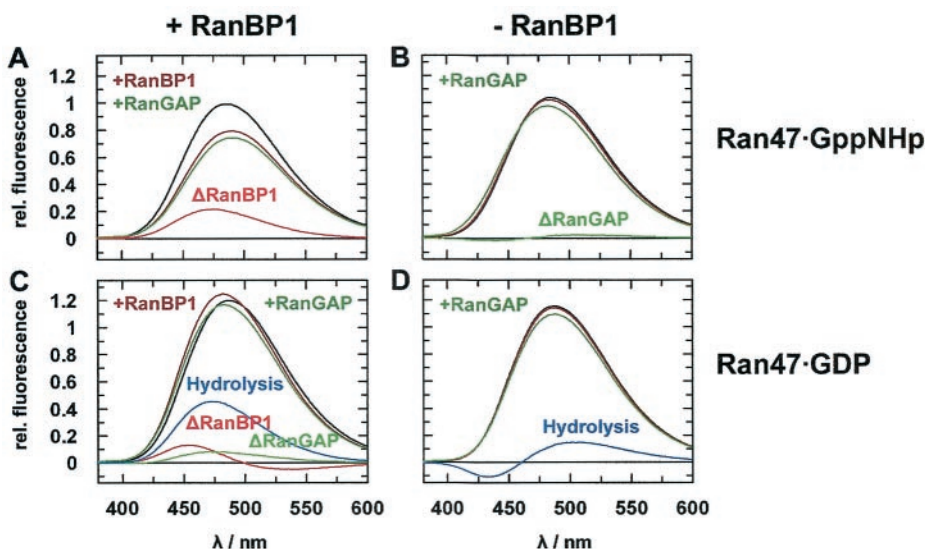 + RanBP1
- RanBP1
A
+RanBP1
+RanGAP
ΔRanBP1
rel. fluorescence
1.2
1
0.8
0.6
0.4
0.2
0
B
+RanGAP
ΔRanGAP
Ran47·GppNHp
C
+RanBP1
+RanGAP
Hydrolysis
ΔRanBP1
ΔRanGAP
rel. fluorescence
1.2
1
0.8
0.6
0.4
0.2
0
400 450 500 550 600
λ / nm
D
+RanGAP
Hydrolysis
400 450 500 550 600
λ / nm
Ran47·GDP